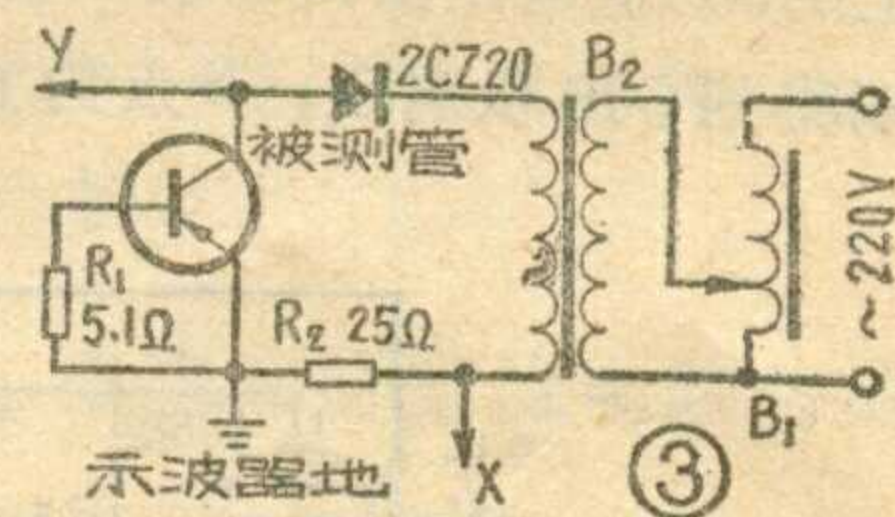 Y
2CZ20
B₂
被测管
R₁
5.1Ω
R₂ 25Ω
~220V
B₁
示波器地
X
③